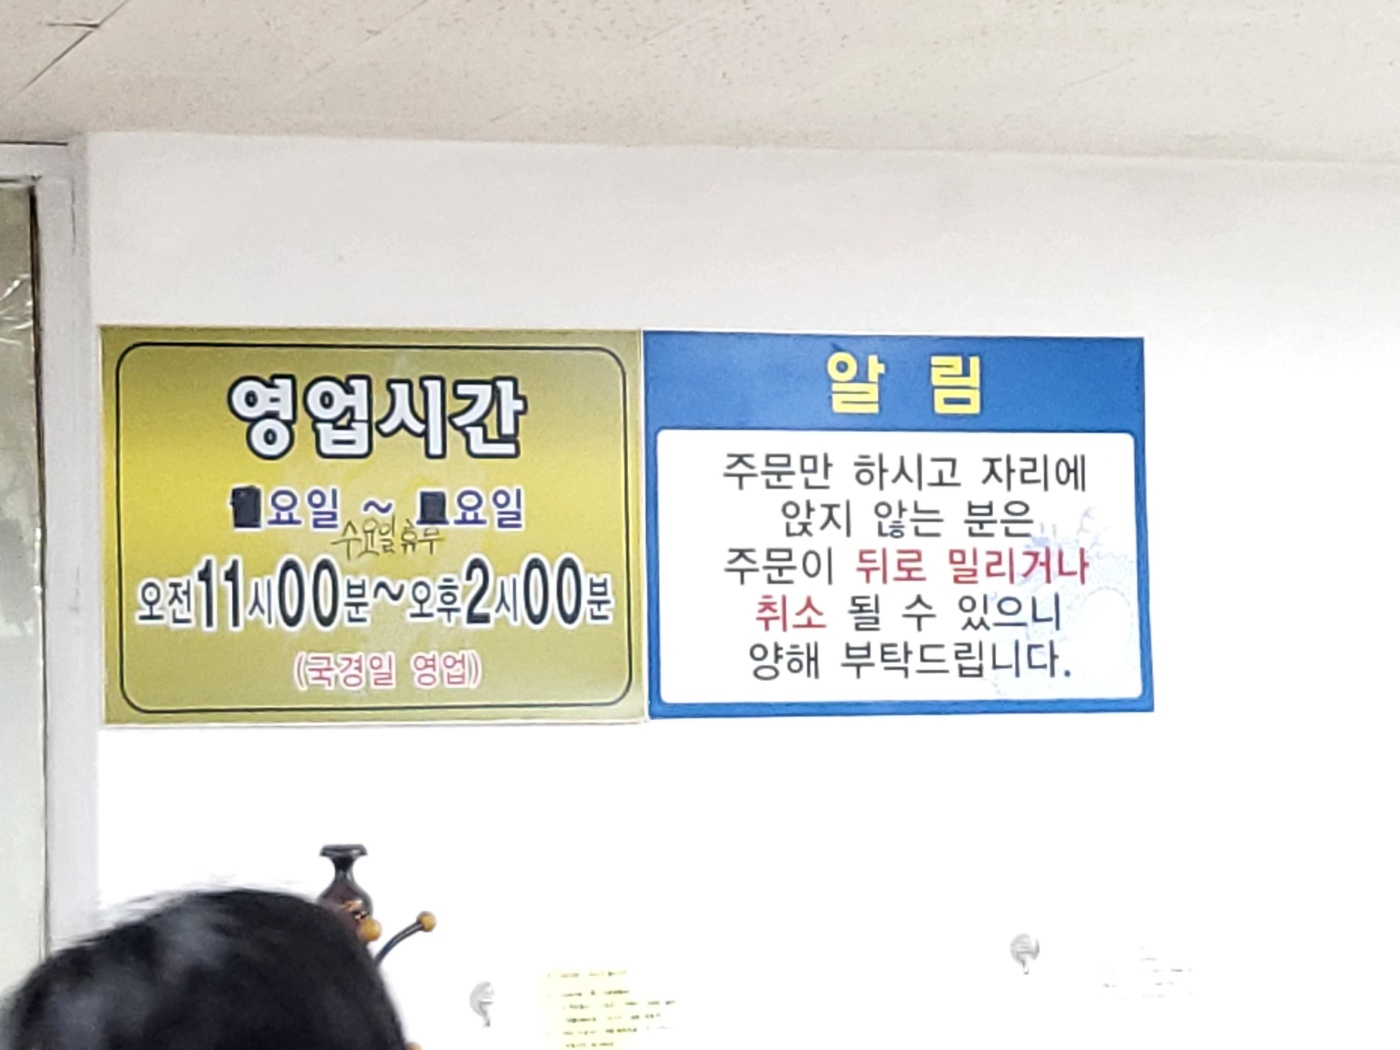 영업시간
요일 ~ 요일
수요일휴무
오전11시00분~오후2시00분
(국경일 영업)
알 림
주문만 하시고 자리에
앉지 않는 분은
주문이 뒤로 밀리거나
취소 될 수 있으니
양해 부탁드립니다.